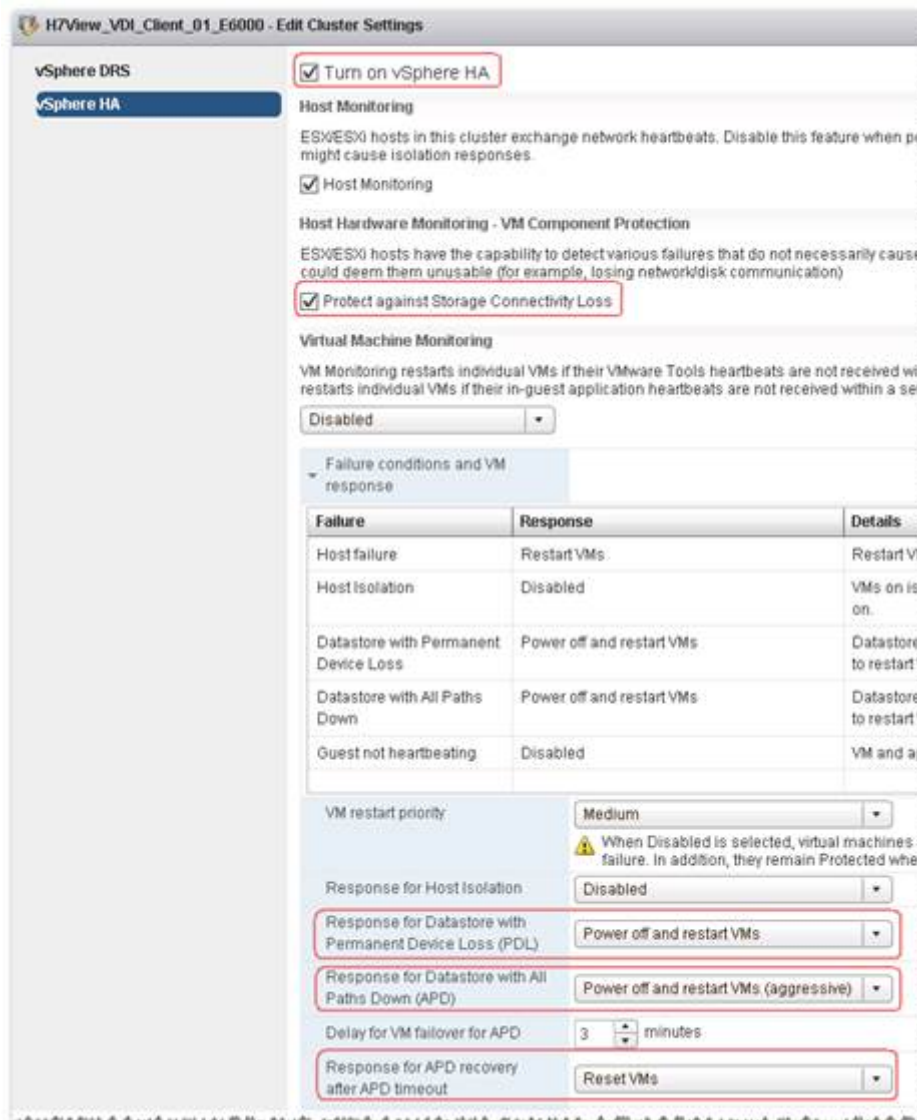 H7View_VDI_Client_01_E6000 - Edit Cluster Settings
vSphere DRS
vSphere HA
Turn on vSphere HA
Host Monitoring
ESX/ESXi hosts in this cluster exchange network heartbeats. Disable this feature when
might cause isolation responses.
Host Monitoring
Host Hardware Monitoring - VM Component Protection
ESX/ESXi hosts have the capability to detect various failures that do not necessarily cause
could deem them unusable (for example, losing network/disk communication)
Protect against Storage Connectivity Loss
Virtual Machine Monitoring
VM Monitoring restarts individual VMs if their VMware Tools heartbeats are not received
restarts individual VMs if their in-guest application heartbeats are not received within a
Disabled
Failure conditions and VM
response
Failure Response Details
Host failure Restart VMs Restart
Host Isolation Disabled VMs on
on.
Datastore with Permanent Power off and restart VMs Datastore
Device Loss to restart
Datastore with All Paths Power off and restart VMs Datastore
Down to restart
Guest not heartbeating Disabled VM and
VM restart priority Medium
When Disabled is selected, virtual machines
failure. In addition, they remain Protected
Response for Host Isolation Disabled
Response for Datastore with
Permanent Device Loss (PDL) Power off and restart VMs
Response for Datastore with All
Paths Down (APD) Power off and restart VMs (aggressive)
Delay for VM failover for APD 3 minutes
Response for APD recovery
after APD timeout Reset VMs